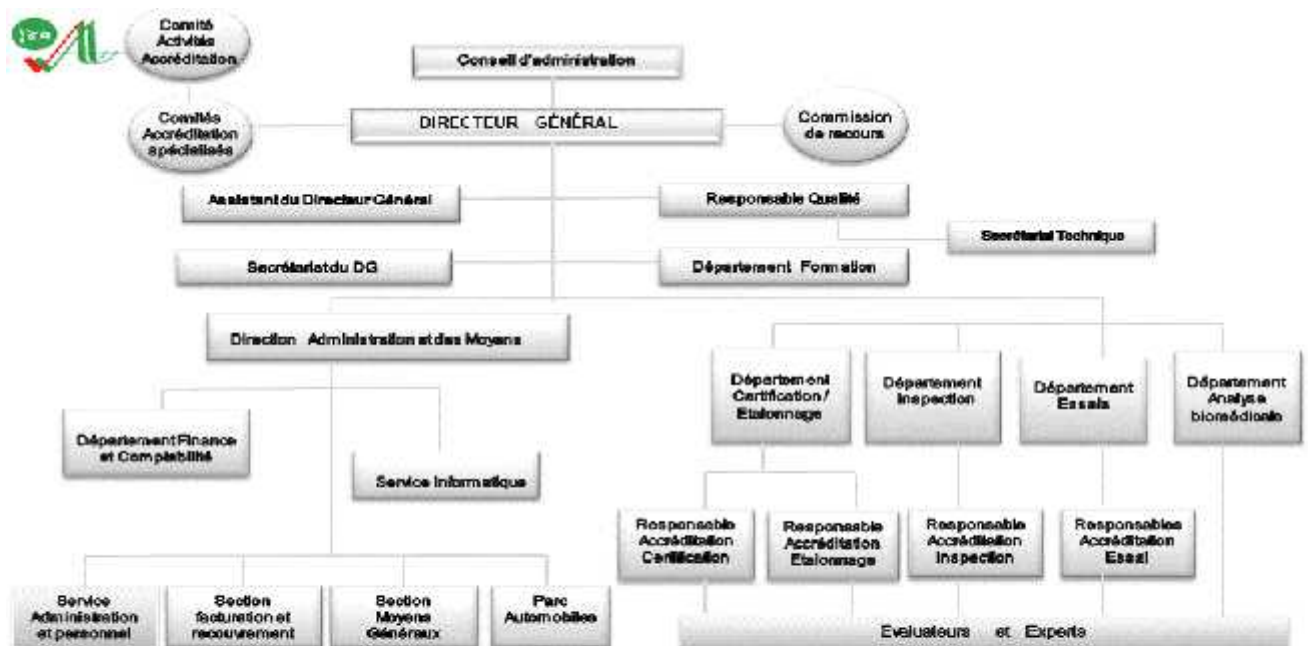 Comité
Activités
Accréditation
Conseil d'administration
Comités
Accréditation
spécialisés
DIRECTEUR GÉNÉRAL
Commission
de recours
Assistant du Directeur Général
Responsable Qualité
Secrétariat Technique
Secrétariat du DG
Département Formation
Direction Administration et des Moyens
Département
Certification /
Etalonnage
Département
Inspection
Département
Essais
Département
Analyse
biomédicale
Département Finance
et Comptabilité
Service Informatique
Responsable
Accréditation
Certification
Responsable
Accréditation
Etalonnage
Responsable
Accréditation
Inspection
Responsables
Accréditation
Essai
Service
Administration
et personnel
Section
facturation et
recouvrement
Section
Moyens
Généraux
Parc
Automobiles
Evaluateurs et Experts